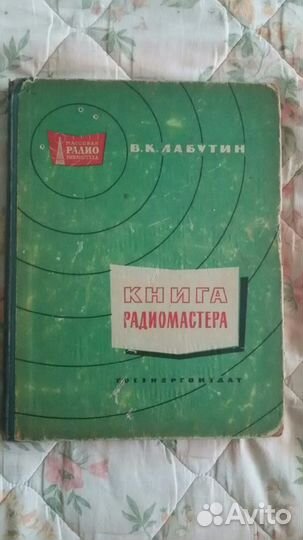 МАССОВАЯ
РАДИО
БИБЛИОТЕКА
В.К.ЛАБУТИН
КНИГА
РАДИОМАСТЕРА
ГОСЭНЕРГОИЗДАТ
Avito